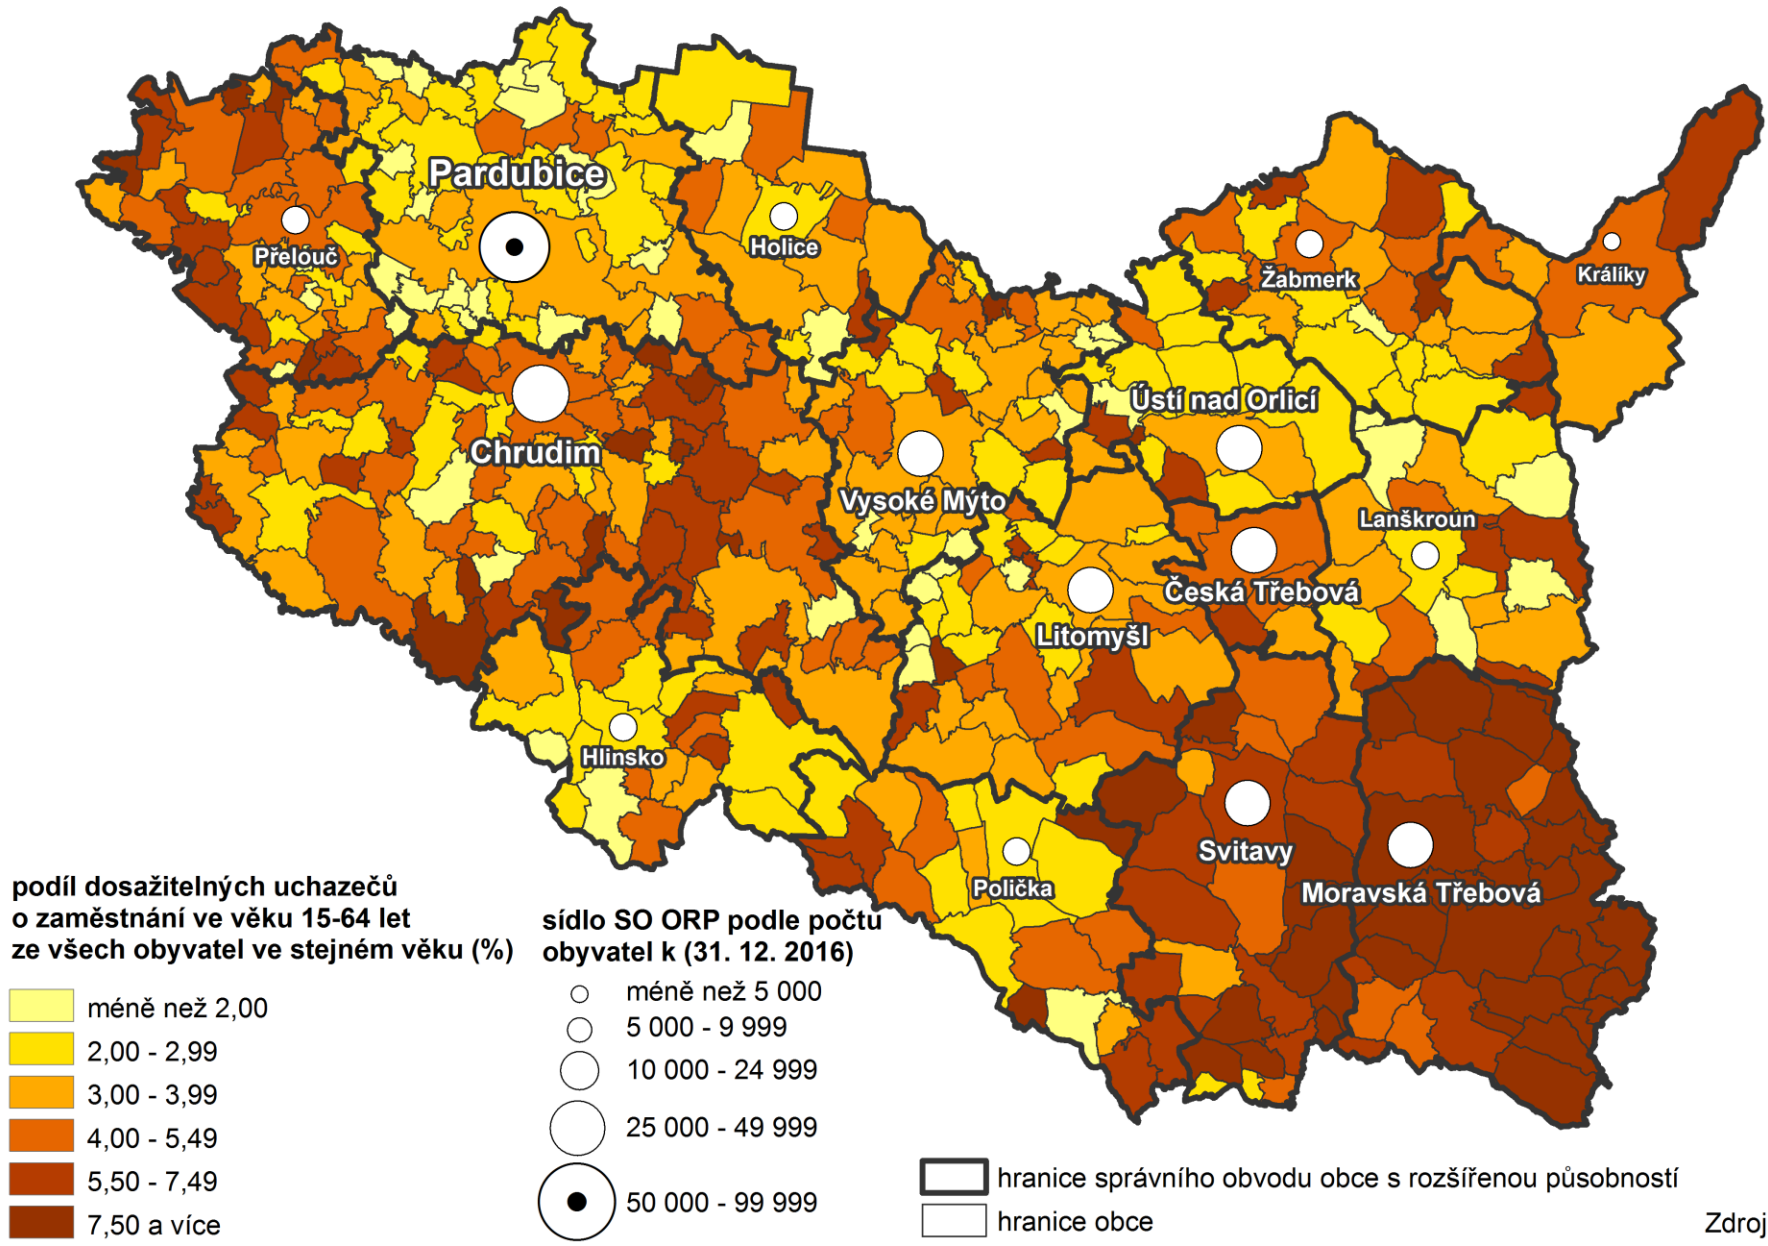 Pardubice
Holice
Přelouč
Žabmerk
Králíky
Ústí nad Orlicí
Chrudim
Vysoké Mýto
Lanškroun
Česká Třebová
Litomyšl
Hlinsko
Svitavy
Polička
Moravská Třebová
podíl dosažitelných uchazečů
o zaměstnání ve věku 15-64 let
ze všech obyvatel ve stejném věku (%)
méně než 2,00
2,00 - 2,99
3,00 - 3,99
4,00 - 5,49
5,50 - 7,49
7,50 a více
sídlo SO ORP podle počtu
obyvatel k (31. 12. 2016)
méně než 5 000
5 000 - 9 999
10 000 - 24 999
25 000 - 49 999
50 000 - 99 999
hranice správního obvodu obce s rozšířenou působností
hranice obce
Zdroj